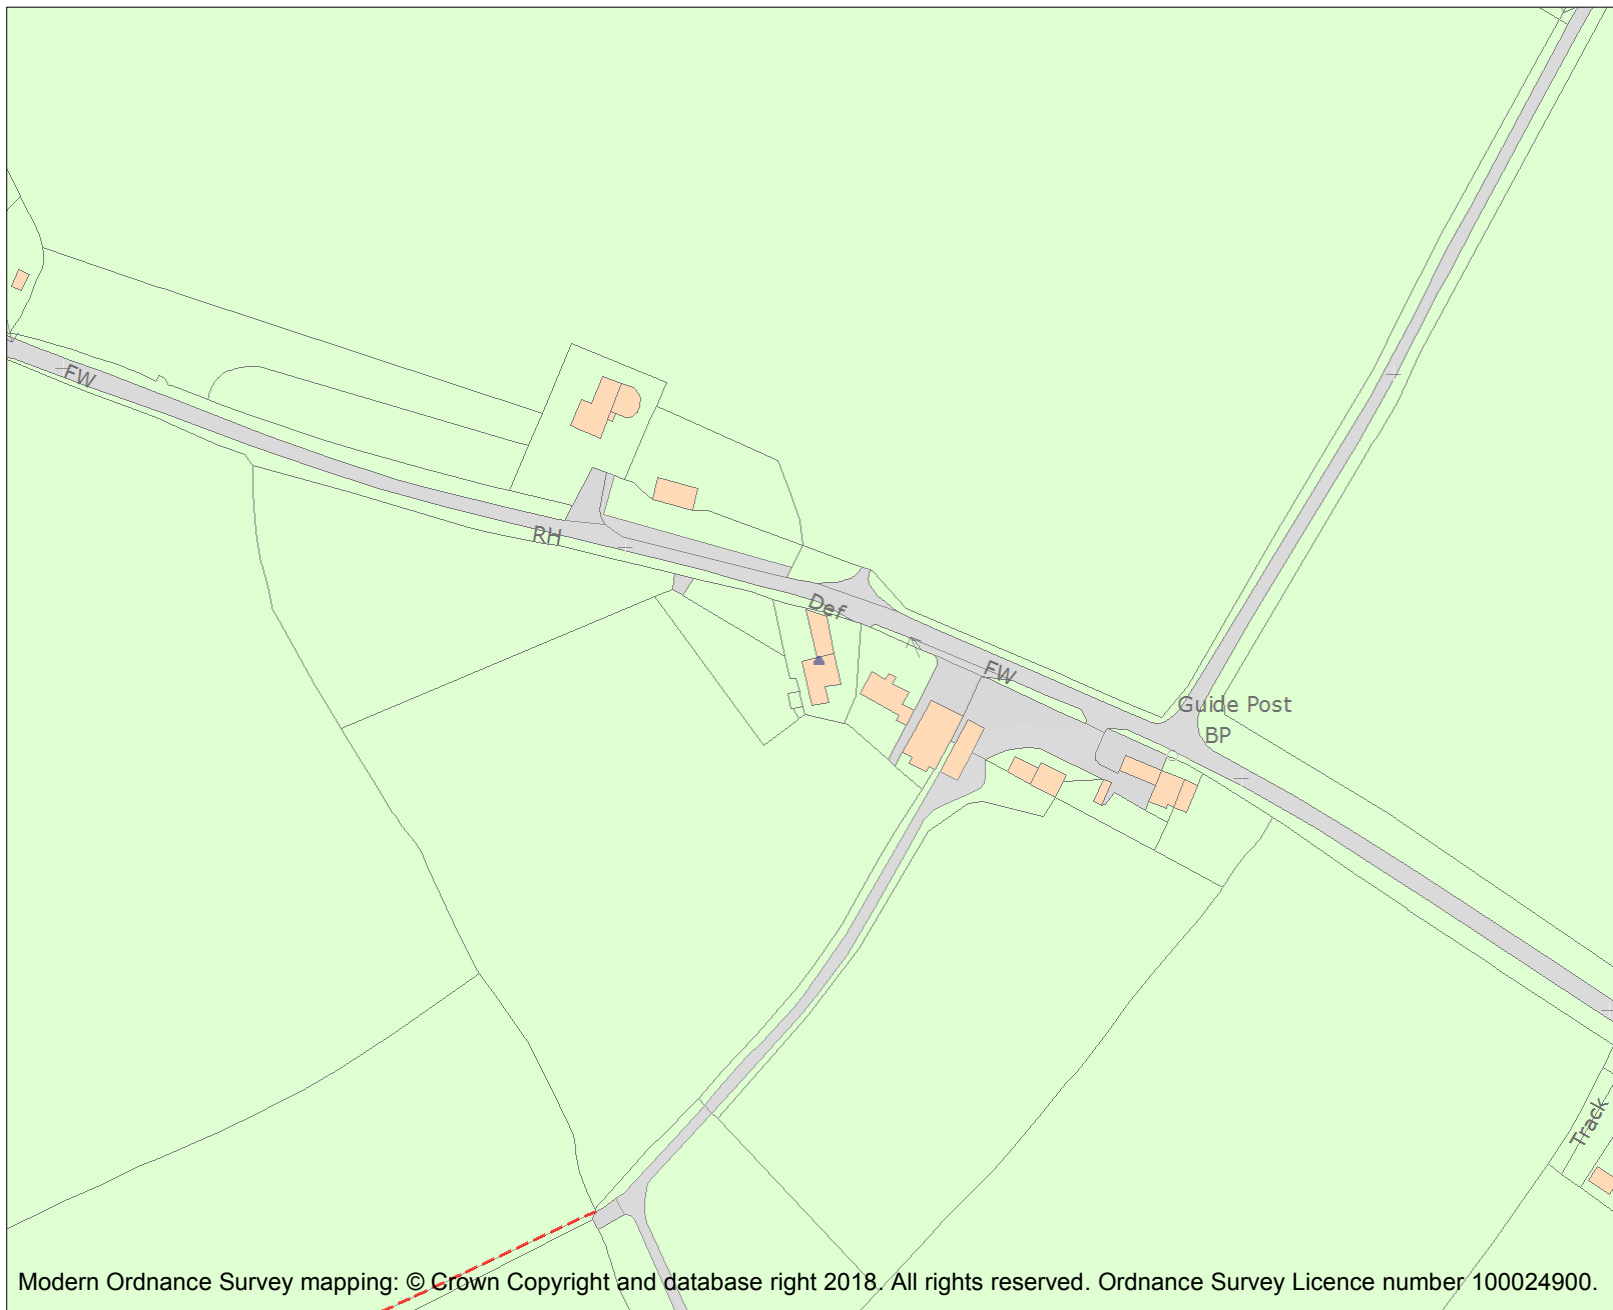 FW
RH
Def
FW
Guide Post
BP
Track
Modern Ordnance Survey mapping: © Crown Copyright and database right 2018. All rights reserved. Ordnance Survey Licence number 100024900.